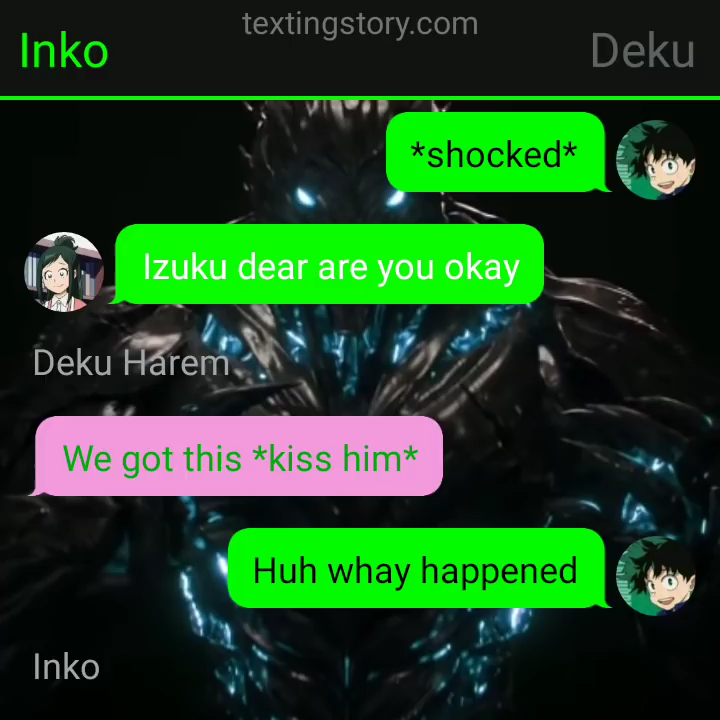 textingstory.com
Inko
Deku
*shocked*
Izuku dear are you okay
Deku Harem
We got this *kiss him*
Huh whay happened
Inko